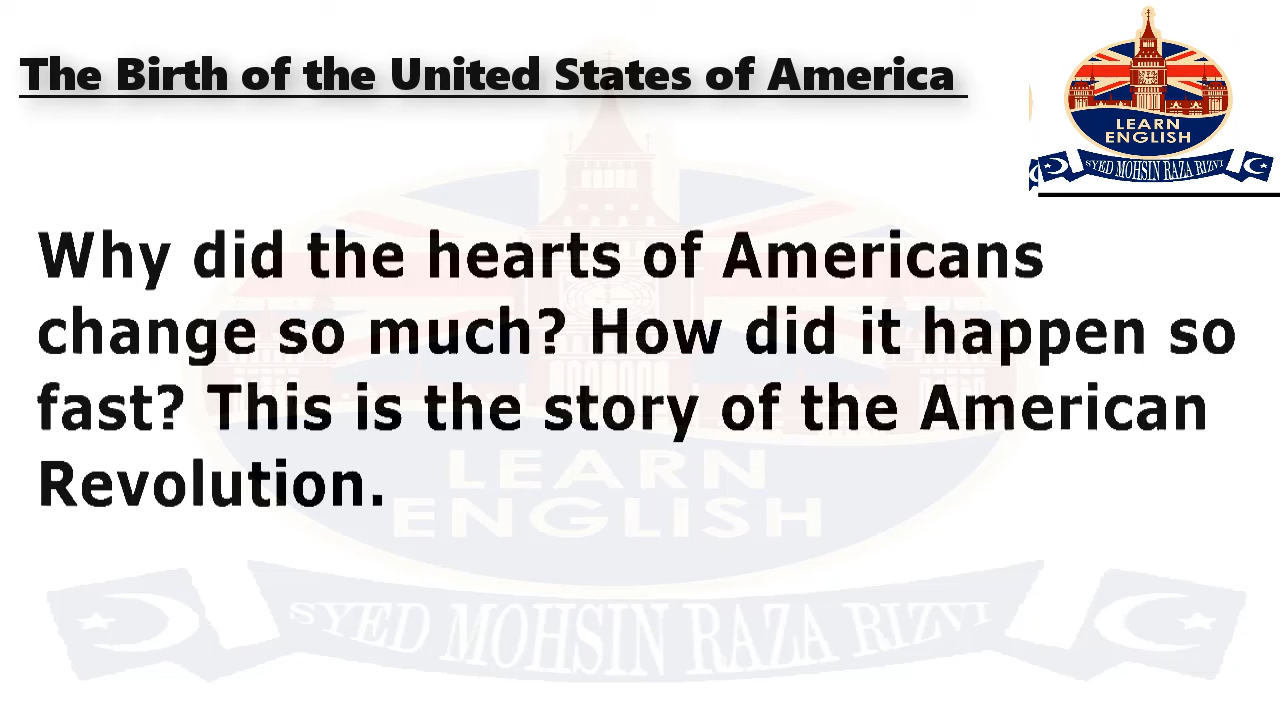 The Birth of the United States of America
LEARN
ENGLISH
SYED MOHSIN RAZA RIZVI
Why did the hearts of Americans
change so much? How did it happen so
fast? This is the story of the American
Revolution.
LEARN
ENGLISH
SYED MOHSIN RAZA RIZVI